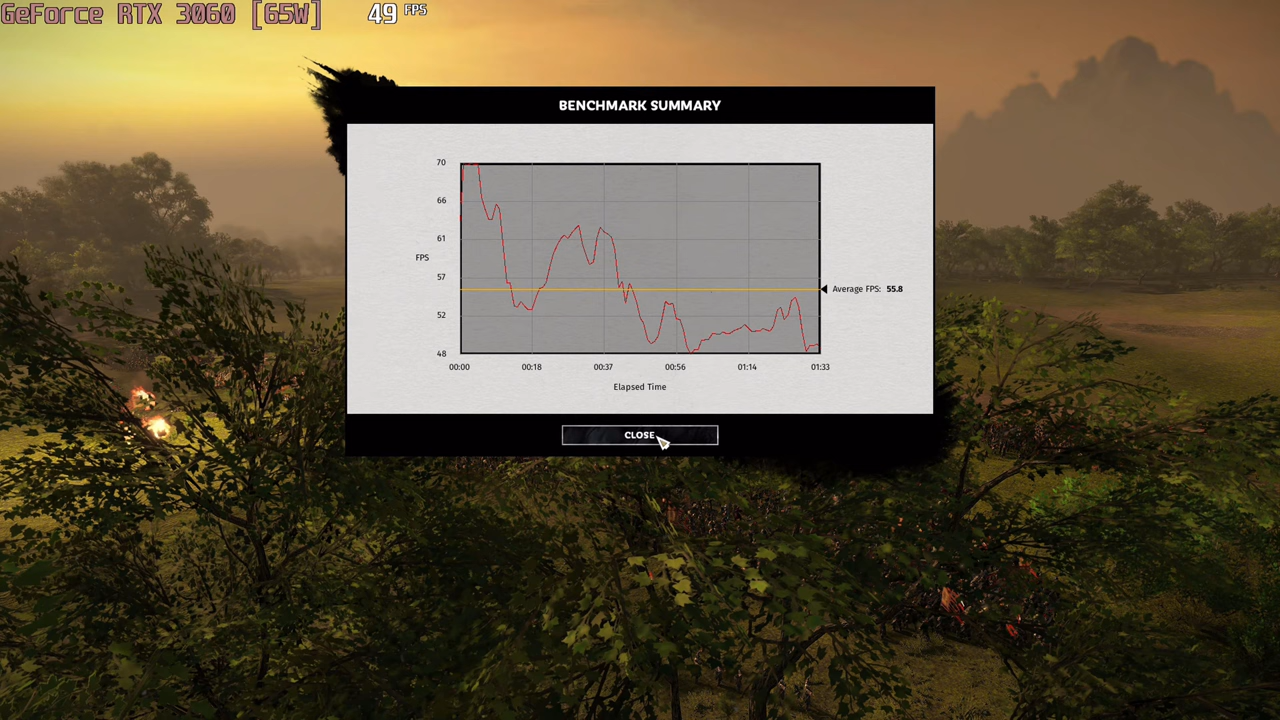 GeForce RTX 3060 [65W] 49 FPS
BENCHMARK SUMMARY
70
66
61
FPS
57
Average FPS: 55.8
52
48
00:00 00:18 00:37 00:56 01:14 01:33
Elapsed Time
CLOSE